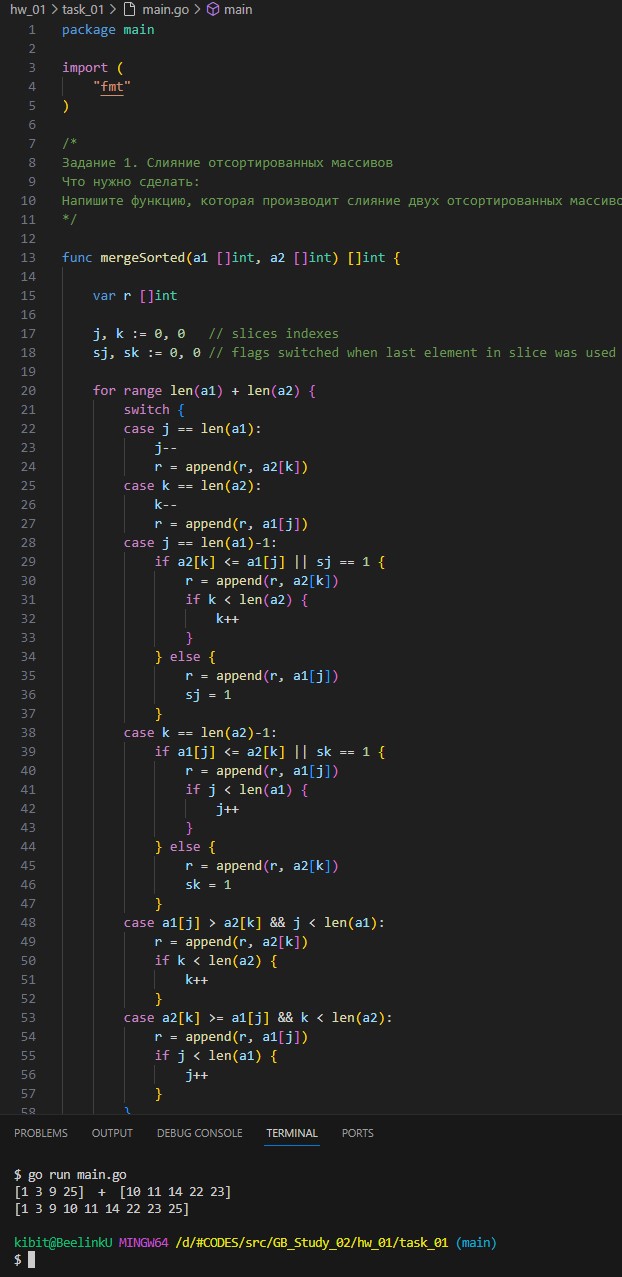 hw_01 > task_01 > main.go > main
1 package main
2
3 import (
4 "fmt"
5 )
6
7 /*
8 Задание 1. Слияние отсортированных массивов
9 Что нужно сделать:
10 Напишите функцию, которая производит слияние двух отсортированных
11 */
12
13 func mergeSorted(a1 []int, a2 []int) []int {
14
15 var r []int
16
17 j, k := 0, 0 // slices indexes
18 sj, sk := 0, 0 // flags switched when last element in slice was used
19
20 for range len(a1) + len(a2) {
21 switch {
22 case j == len(a1):
23 j--
24 r = append(r, a2[k])
25 case k == len(a2):
26 k--
27 r = append(r, a1[j])
28 case j == len(a1)-1:
29 if a2[k] <= a1[j] || sj == 1 {
30 r = append(r, a2[k])
31 if k < len(a2) {
32 k++
33 }
34 } else {
35 r = append(r, a1[j])
36 sj = 1
37 }
38 case k == len(a2)-1:
39 if a1[j] <= a2[k] || sk == 1 {
40 r = append(r, a1[j])
41 if j < len(a1) {
42 j++
43 }
44 } else {
45 r = append(r, a2[k])
46 sk = 1
47 }
48 case a1[j] > a2[k] && j < len(a1):
49 r = append(r, a2[k])
50 if k < len(a2) {
51 k++
52 }
53 case a2[k] >= a1[j] && k < len(a2):
54 r = append(r, a1[j])
55 if j < len(a1) {
56 j++
57 }
58 }
PROBLEMS OUTPUT DEBUG CONSOLE TERMINAL PORTS
$ go run main.go
[1 3 9 25] + [10 11 14 22 23]
[1 3 9 10 11 14 22 23 25]
kibit@BeelinkU MINGW64 /d/#CODES/src/GB_Study_02/hw_01/task_01 (main)
$